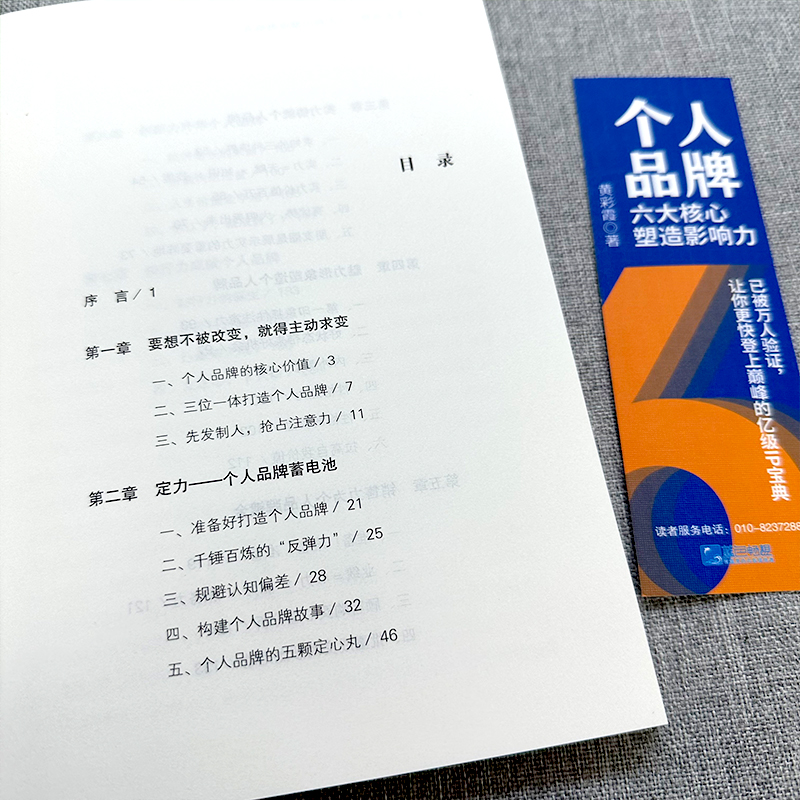 目 录
序 言 / 1
第一章 要想不被改变，就得主动求变
一、个人品牌的核心价值 / 3
二、三位一体打造个人品牌 / 7
三、先发制人，抢占注意力 / 11
第二章 定力——个人品牌蓄电池
一、准备好打造个人品牌 / 21
二、千锤百炼的“反弹力” / 25
三、规避认知偏差 / 28
四、构建个人品牌故事 / 32
五、个人品牌的五颗定心丸 / 46
个人
品牌
六大核心
塑造影响力
黄彩霞◎著
已被万人验证，
让你更快登上巅峰的亿级IP宝典
读者服务电话：010-8237288